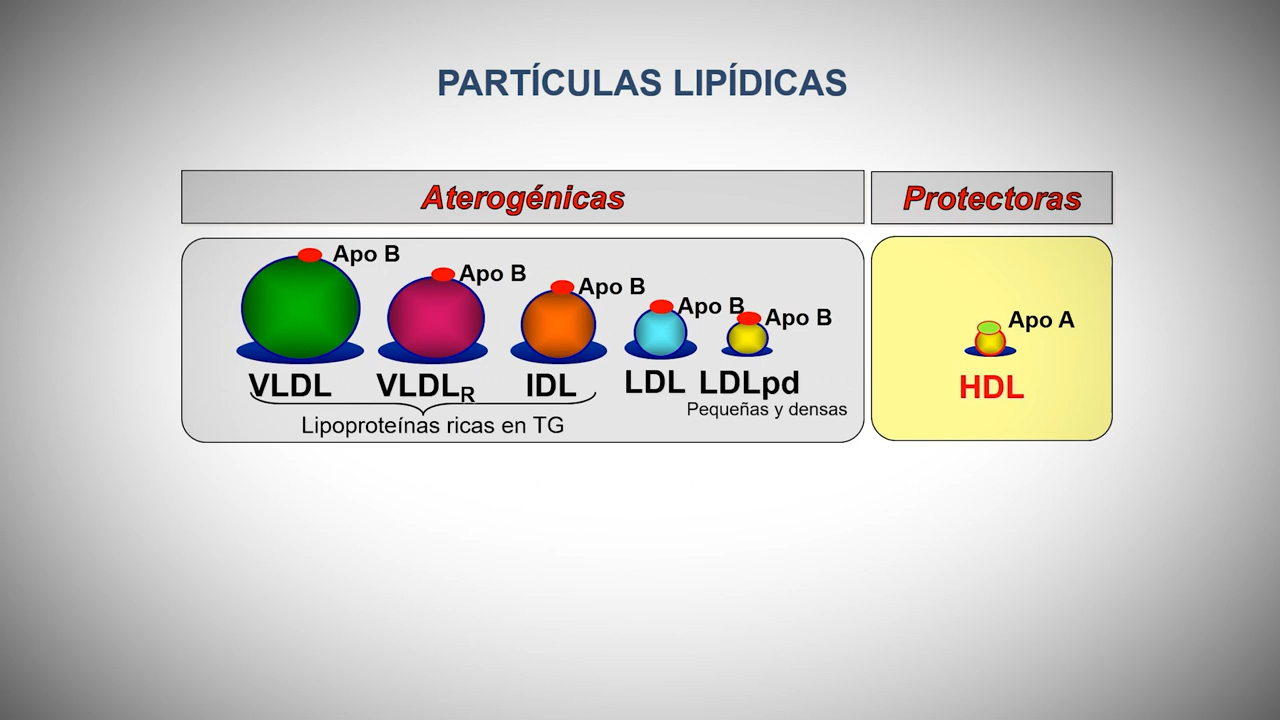 PARTÍCULAS LIPÍDICAS
Aterogénicas
Protectoras
Apo B
Apo B
Apo B
Apo B
Apo B
Apo A
VLDL
VLDLR
IDL
LDL
LDLpd
HDL
Pequeñas y densas
Lipoproteínas ricas en TG